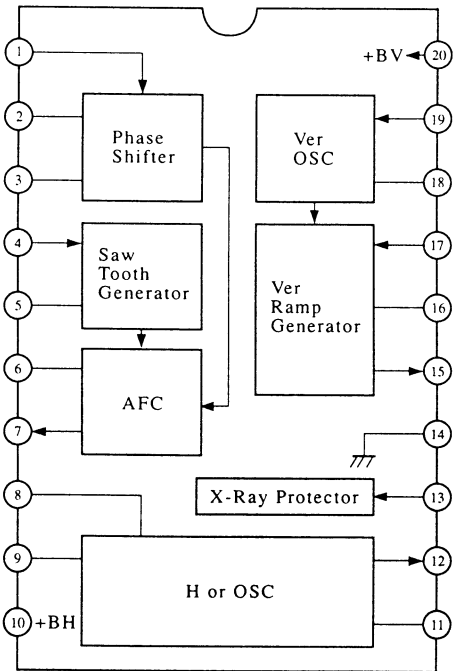 1
+BV
20
2
Phase
Shifter
Ver
OSC
19
3
18
4
Saw
Tooth
Generator
17
5
Ver
Ramp
Generator
16
6
AFC
15
7
14
8
X-Ray Protector
13
9
H or OSC
12
10
+BH
11